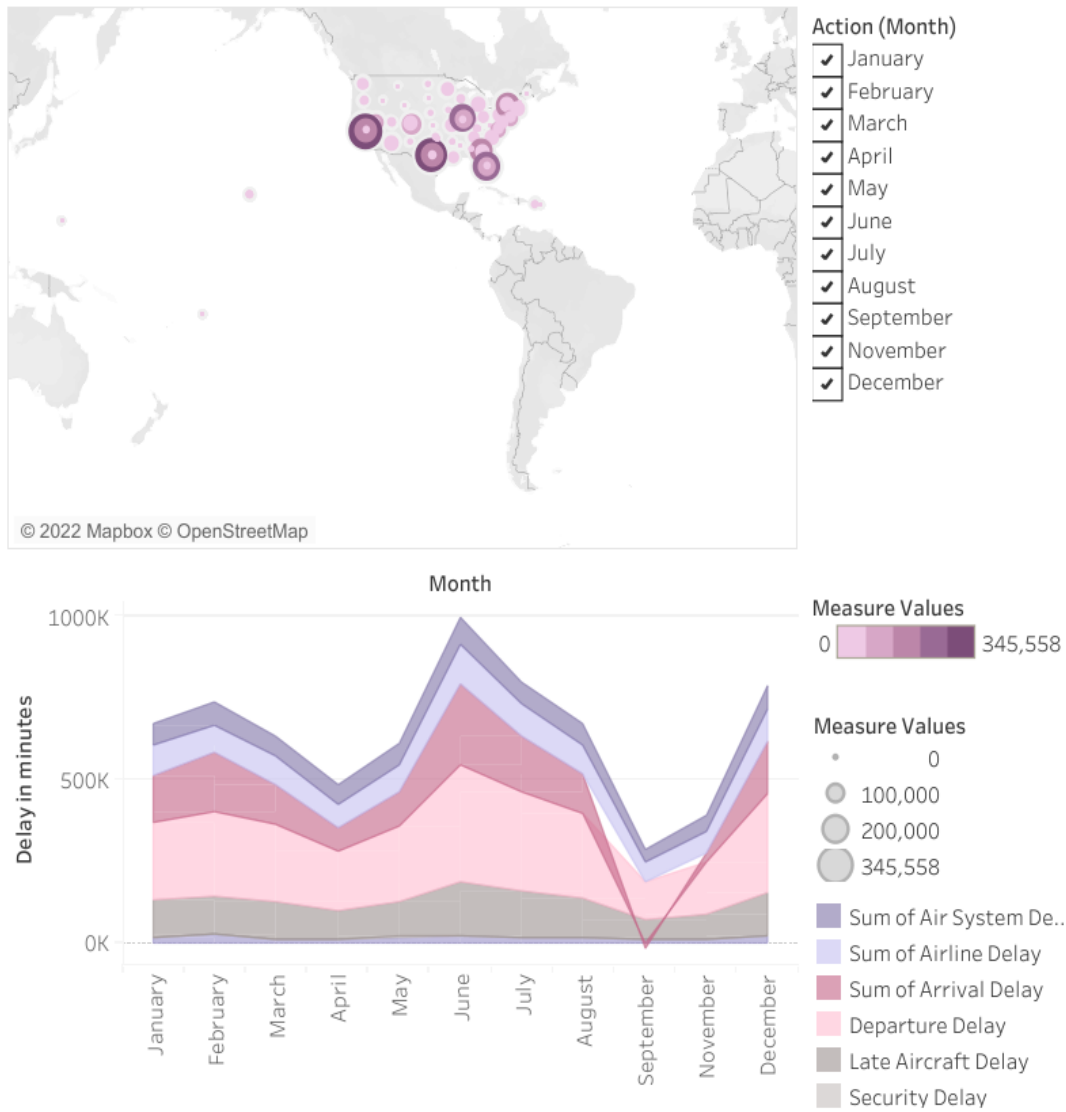 Action (Month)
January
February
March
April
May
June
July
August
September
November
December
© 2022 Mapbox © OpenStreetMap
Month
1000K
500K
0K
Delay in minutes
January
February
March
April
May
June
July
August
September
November
December
Measure Values
0
345,558
Measure Values
0
100,000
200,000
345,558
Sum of Air System De..
Sum of Airline Delay
Sum of Arrival Delay
Departure Delay
Late Aircraft Delay
Security Delay